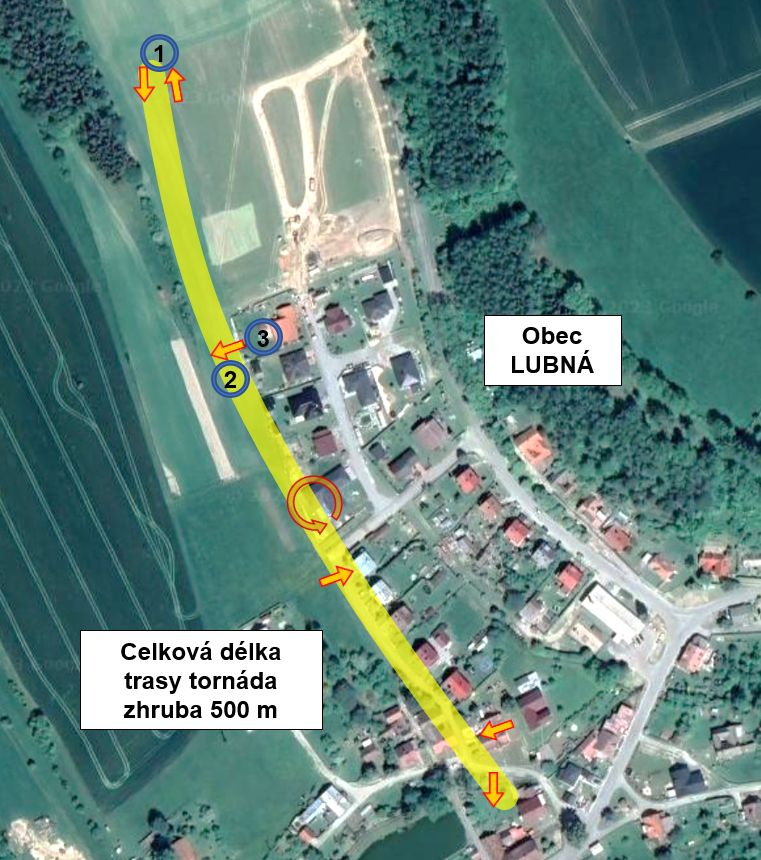 1
3
2
Obec
LUBNÁ
Celková délka
trasy tornáda
zhruba 500 m